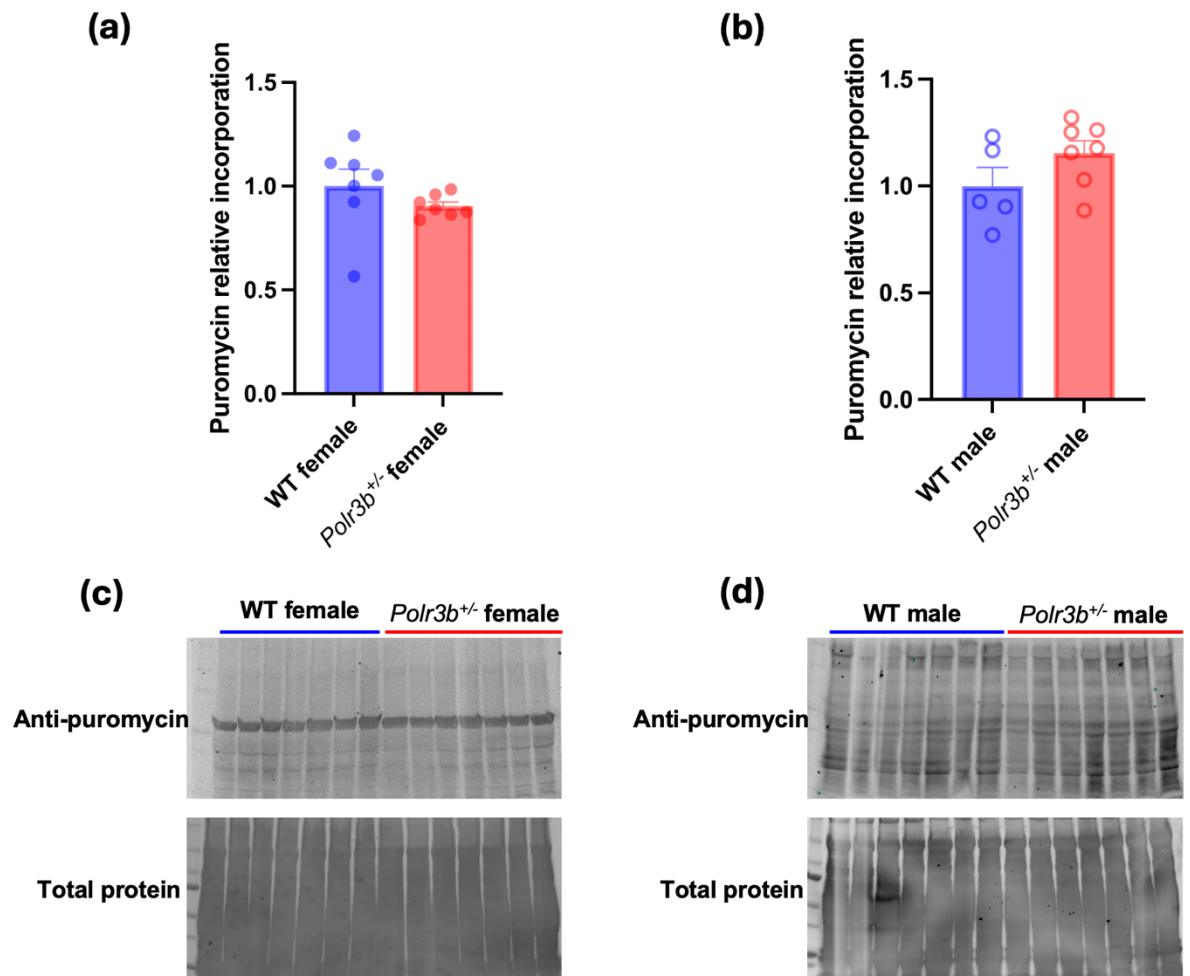 (a)
Puromycin relative incorporation
1.5
1.0
0.5
0.0
WT female
Polr3b+/- female
(b)
Puromycin relative incorporation
1.5
1.0
0.5
0.0
WT male
Polr3b+/- male
(c)
WT female
Polr3b+/- female
Anti-puromycin
Total protein
(d)
WT male
Polr3b+/- male
Anti-puromycin
Total protein